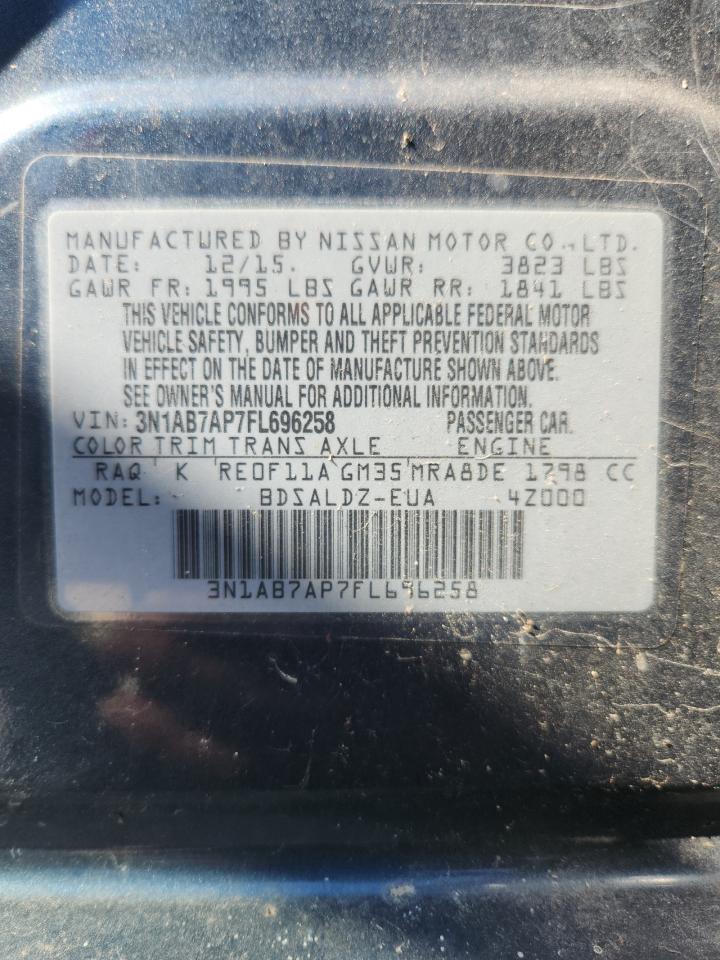 MANUFACTURED BY NISSAN MOTOR CO., LTD.
DATE: 12/15. GVWR: 3823 LBS
GAWR FR: 1995 LBS GAWR RR: 1841 LBS
THIS VEHICLE CONFORMS TO ALL APPLICABLE FEDERAL MOTOR
VEHICLE SAFETY, BUMPER AND THEFT PREVENTION STANDARDS
IN EFFECT ON THE DATE OF MANUFACTURE SHOWN ABOVE.
SEE OWNER'S MANUAL FOR ADDITIONAL INFORMATION.
VIN: 3N1AB7AP7FL696258 PASSENGER CAR.
COLOR TRIM TRANS AXLE ENGINE
RAQ K RE0F11A GM35 MRA8DE 1798 CC
MODEL: BDSALDZ-EUA 4Z000
3N1AB7AP7FL696258